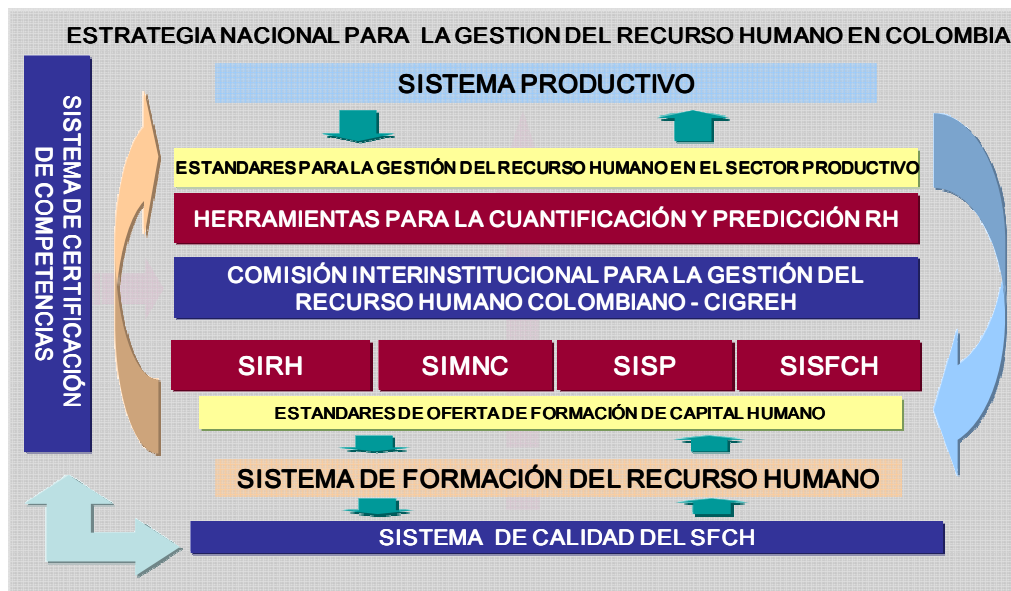 ESTRATEGIA NACIONAL PARA LA GESTION DEL RECURSO HUMANO EN COLOMBIA
SISTEMA DE CERTIFICACIÓN
DE COMPETENCIAS
SISTEMA PRODUCTIVO
ESTANDARES PARA LA GESTIÓN DEL RECURSO HUMANO EN EL SECTOR PRODUCTIVO
HERRAMIENTAS PARA LA CUANTIFICACIÓN Y PREDICCIÓN RH
COMISIÓN INTERINSTITUCIONAL PARA LA GESTIÓN DEL
RECURSO HUMANO COLOMBIANO - CIGREH
SIRH SIMNC SISP SISFCH
ESTANDARES DE OFERTA DE FORMACIÓN DE CAPITAL HUMANO
SISTEMA DE FORMACIÓN DEL RECURSO HUMANO
SISTEMA DE CALIDAD DEL SFCH